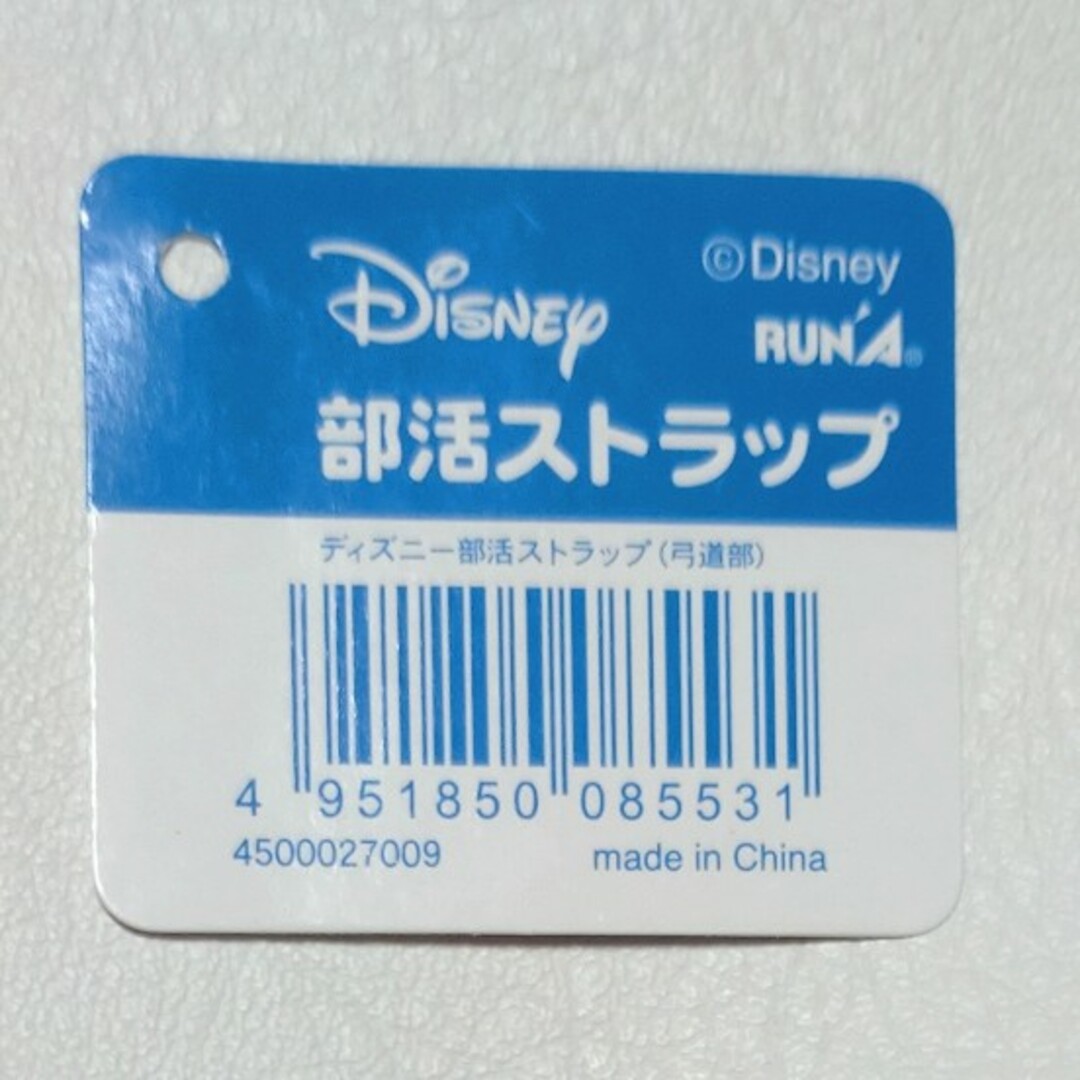 Disney
©Disney
RUN'A®
部活ストラップ
ディズニー部活ストラップ(弓道部)
4 951850 085531
4500027009
made in China